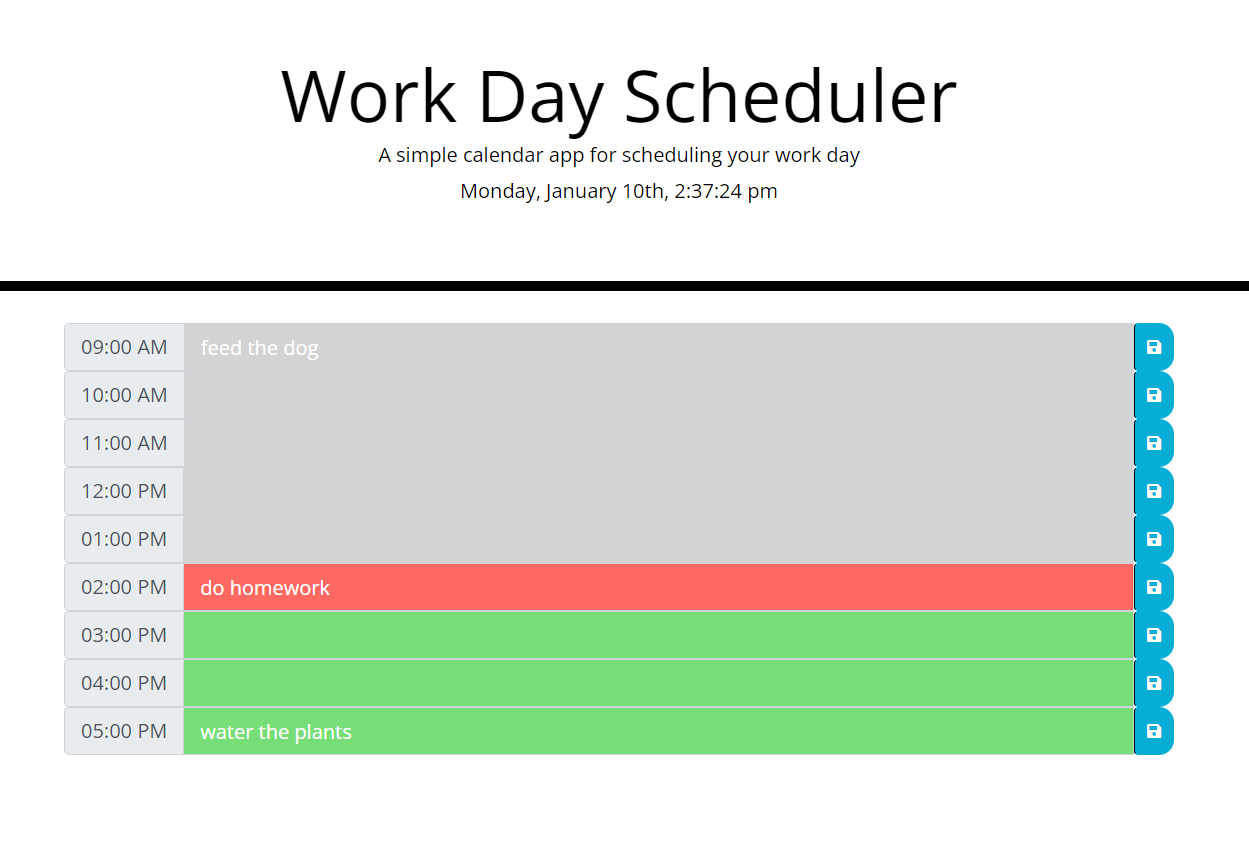 Work Day Scheduler
A simple calendar app for scheduling your work day
Monday, January 10th, 2:37:24 pm
09:00 AM feed the dog
10:00 AM
11:00 AM
12:00 PM
01:00 PM
02:00 PM do homework
03:00 PM
04:00 PM
05:00 PM water the plants